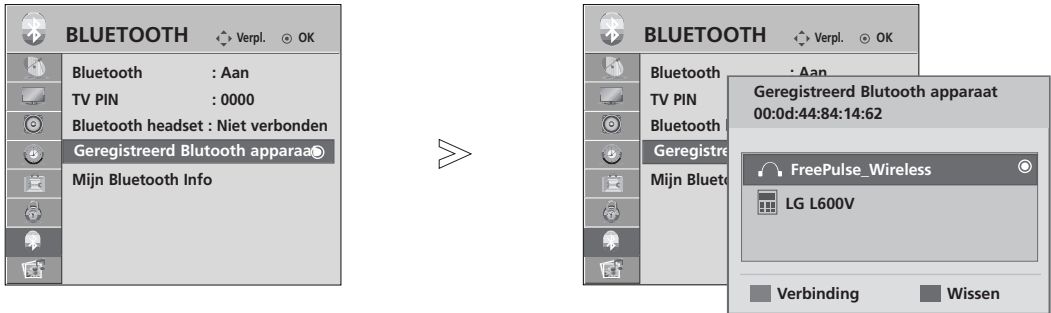 BLUETOOTH Verpl. OK
Bluetooth : Aan
TV PIN : 0000
Bluetooth headset : Niet verbonden
Geregistreerd Blutooth apparaa
Mijn Bluetooth Info
BLUETOOTH Verpl. OK
Bluetooth : Aan
TV PIN
Bluetooth
Geregistre
Mijn Blueto
Geregistreerd Blutooth apparaat
00:0d:44:84:14:62
FreePulse_Wireless
LG L600V
Verbinding Wissen